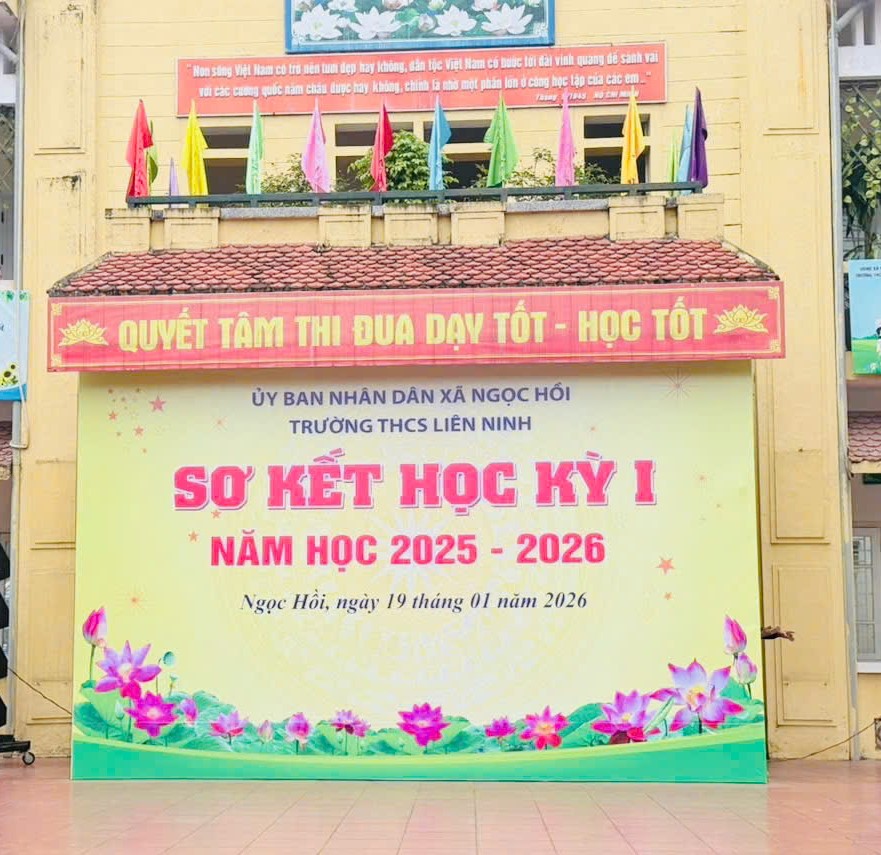 "Non sông Việt Nam có trở nên tươi đẹp hay không, dân tộc Việt Nam có bước tới đài vinh quang để sánh vai
với các cường quốc năm châu được hay không, chính là nhờ một phần lớn ở công học tập của các em..."
QUYẾT TÂM THI ĐUA DẠY TỐT - HỌC TỐT
ỦY BAN NHÂN DÂN XÃ NGỌC HỒI
TRƯỜNG THCS LIÊN NINH
SƠ KẾT HỌC KỲ I
NĂM HỌC 2025 - 2026
Ngọc Hồi, ngày 19 tháng 01 năm 2026